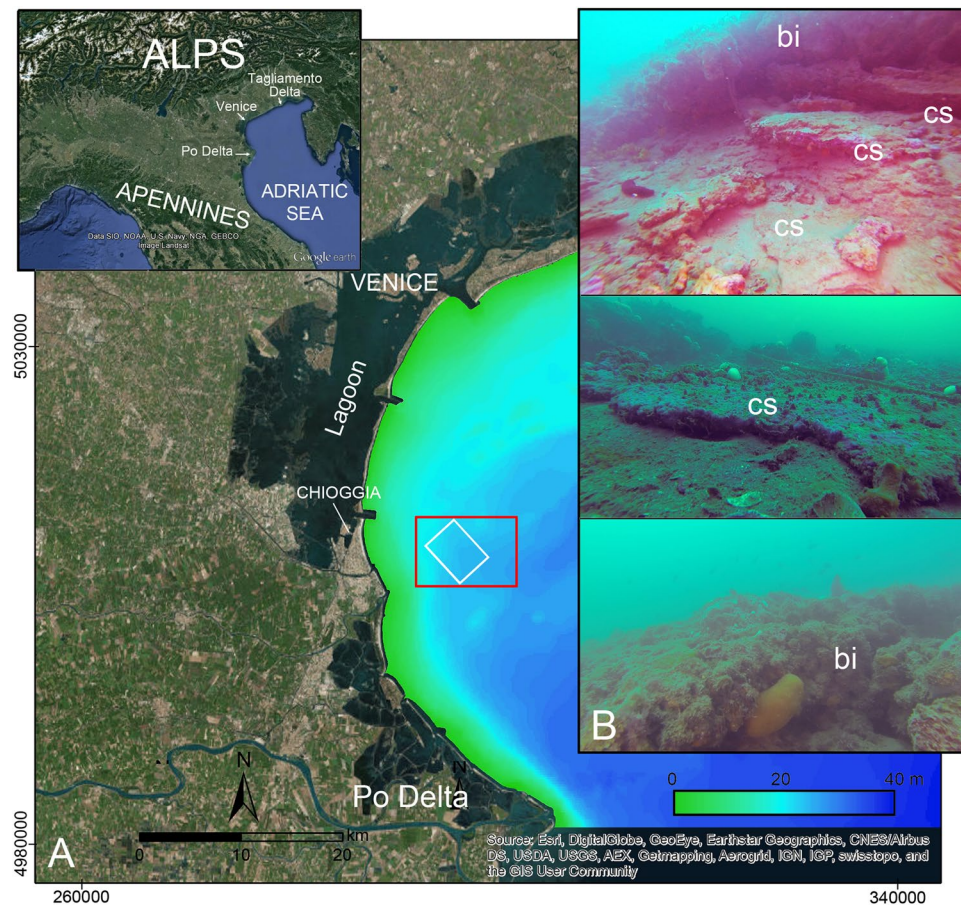 ALPS
Tagliamento
Delta
Venice
Po Delta
APENNINES
ADRIATIC
SEA
Data SIO, NOAA, U.S. Navy, NGA, GEBCO
Image Landsat
Google earth
VENICE
Lagoon
CHIOGGIA
5030000
4980000
N
N
Po Delta
A
km
0 10 20
260000
340000
0 20 40 m
Source: Esri, DigitalGlobe, GeoEye, Earthstar Geographics, CNES/Airbus
DS, USDA, USGS, AEX, Getmapping, Aerogrid, IGN, IGP, swisstopo, and
the GIS User Community
bi
cs
cs
cs
cs
bi
B